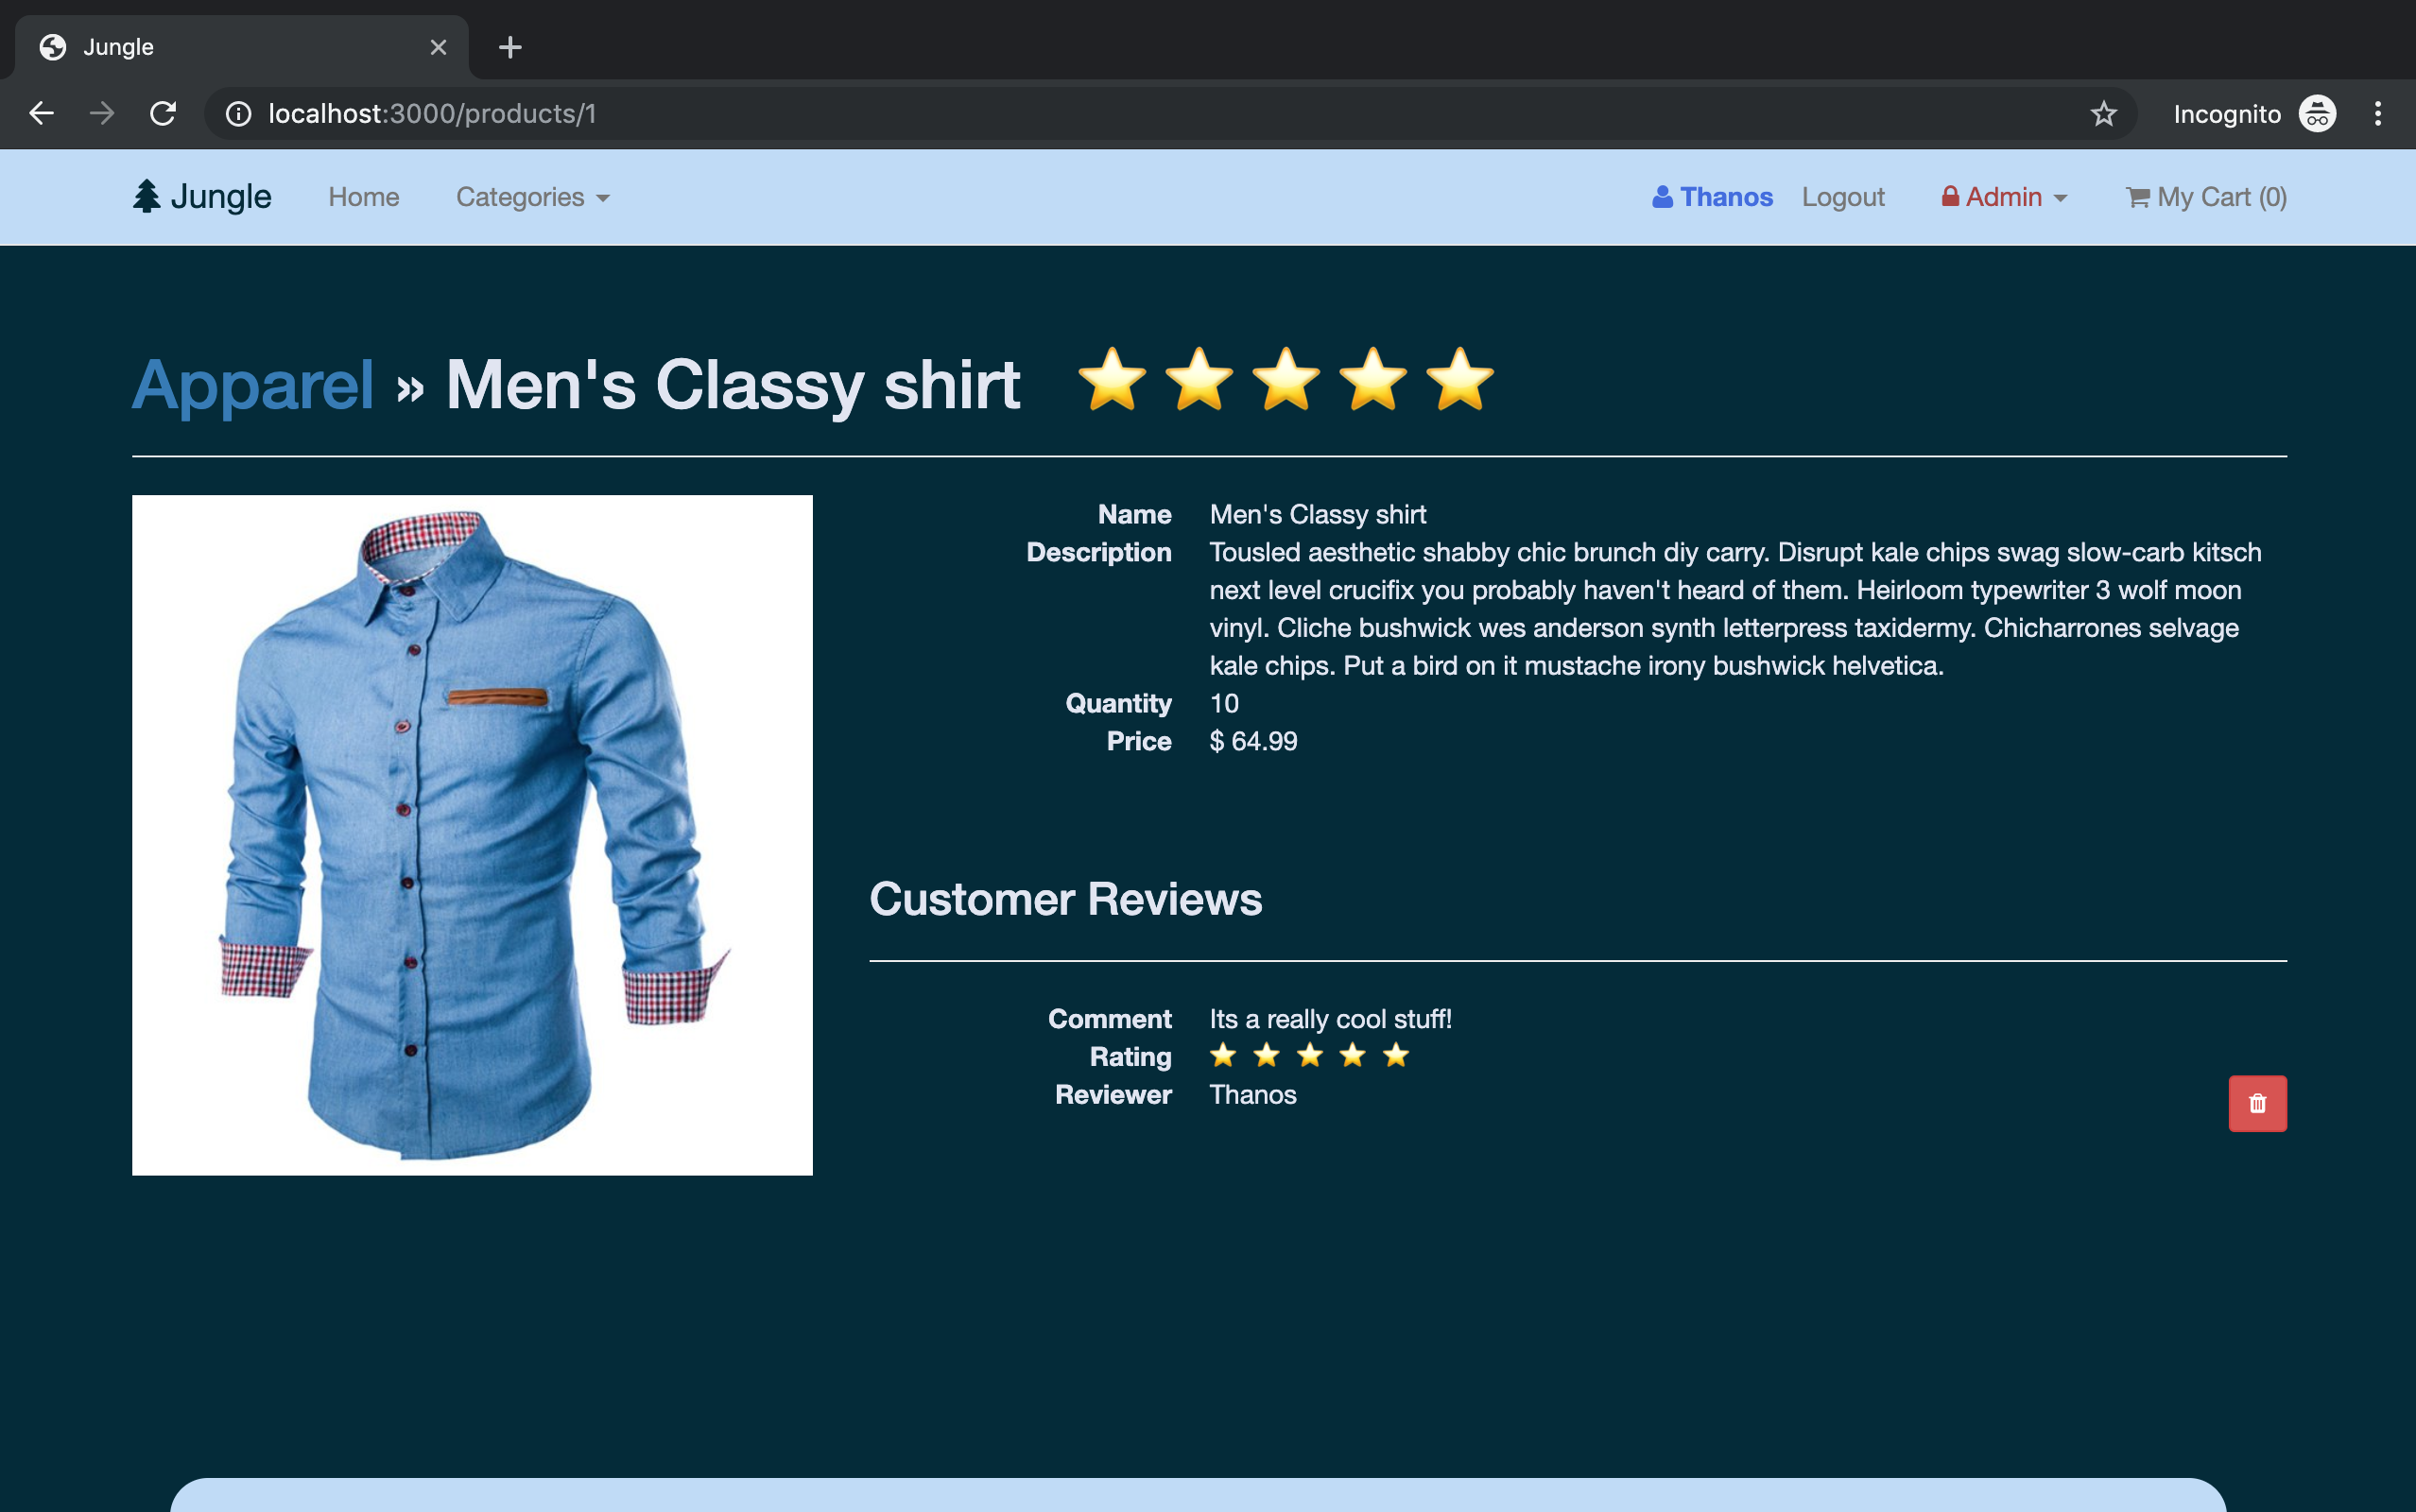 Jungle
localhost:3000/products/1
Incognito
Jungle Home Categories Thanos Logout Admin My Cart (0)
Apparel » Men's Classy shirt
Name Men's Classy shirt
Description Tousled aesthetic shabby chic brunch diy carry. Disrupt kale chips swag slow-carb kitsch
next level crucifix you probably haven't heard of them. Heirloom typewriter 3 wolf moon
vinyl. Cliche bushwick wes anderson synth letterpress taxidermy. Chicharrones selvage
kale chips. Put a bird on it mustache irony bushwick helvetica.
Quantity 10
Price $ 64.99
Customer Reviews
Comment Its a really cool stuff!
Rating
Reviewer Thanos